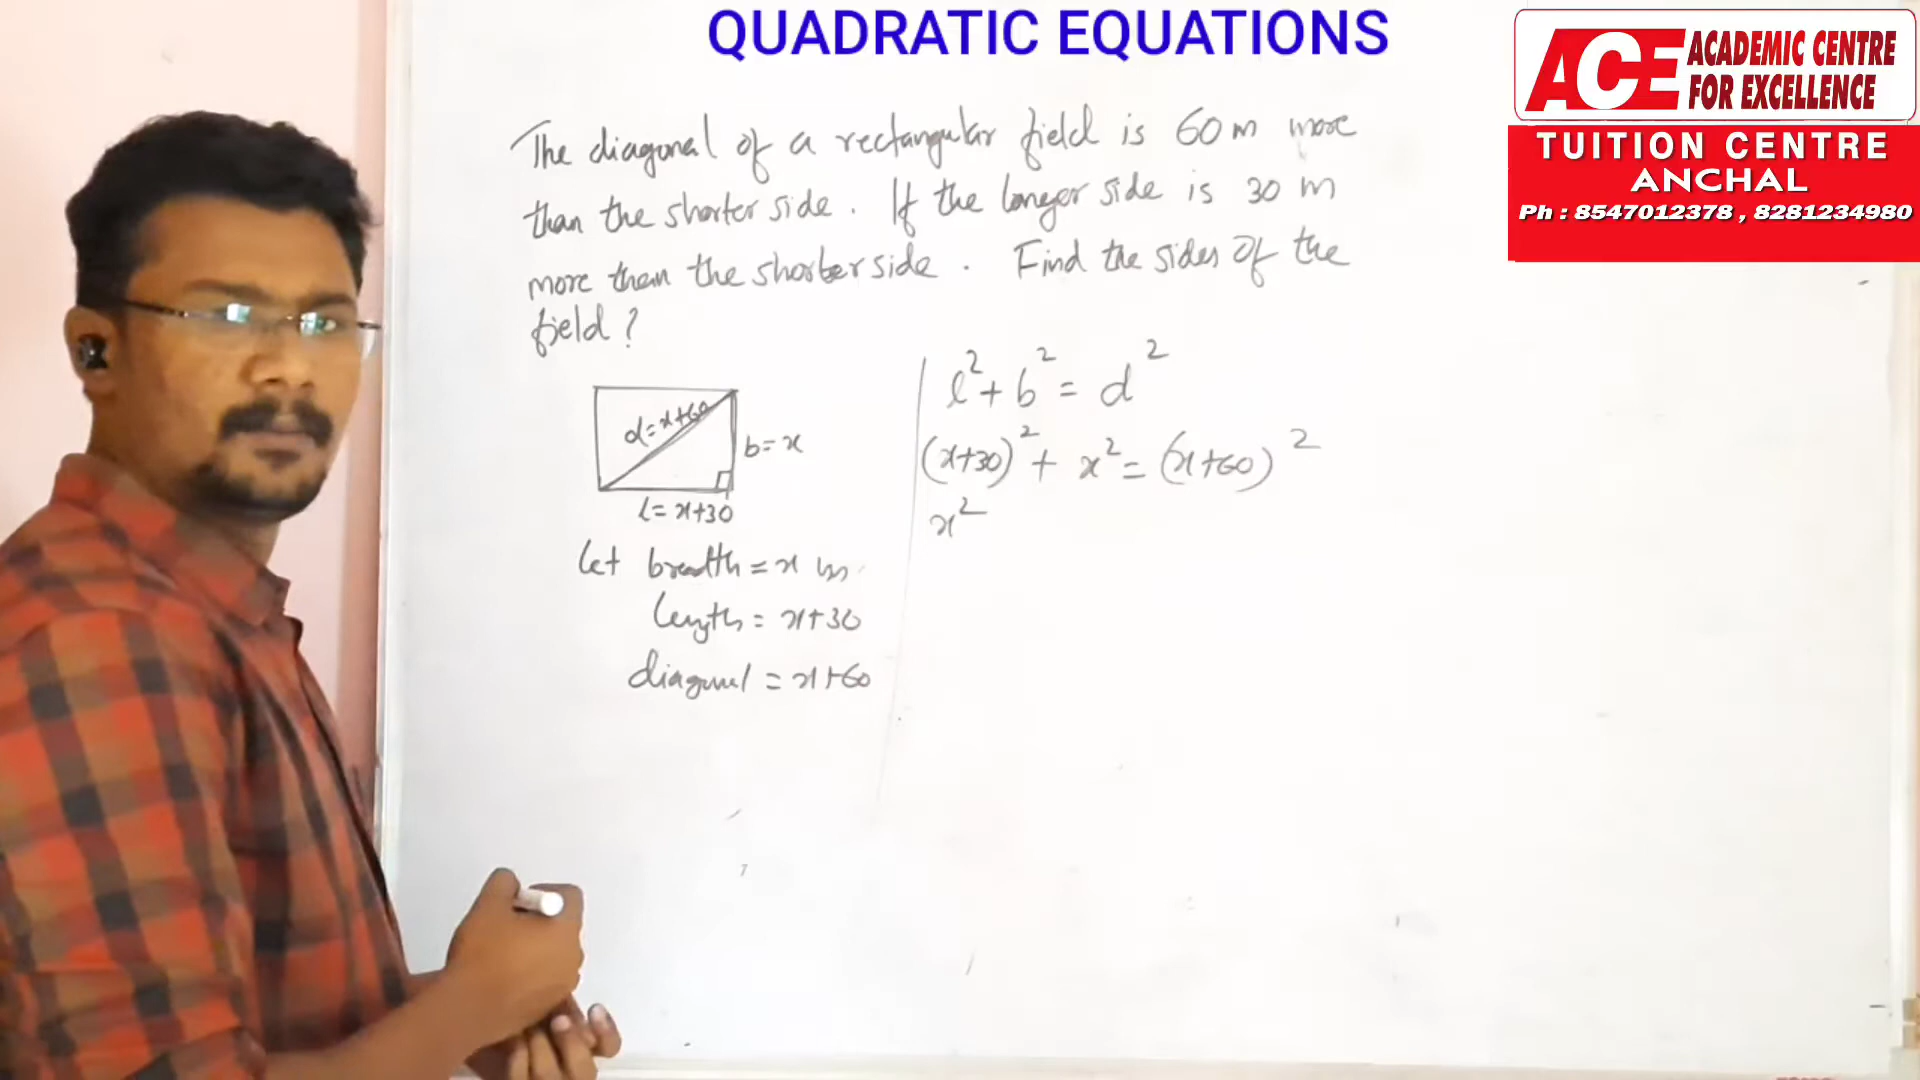 QUADRATIC EQUATIONS
ACE ACADEMIC CENTRE
FOR EXCELLENCE
TUITION CENTRE
ANCHAL
Ph : 8547012378 , 8281234980
The diagonal of a rectangular field is 60 m more
than the shorter side . If the longer side is 30 m
more than the shorter side . Find the sides of the
field ?
d = x+60
b = x
l = x+30
Let breadth = x m
length = x+30
diagonal = x+60
l² + b² = d²
(x+30)² + x² = (x+60)²
x²